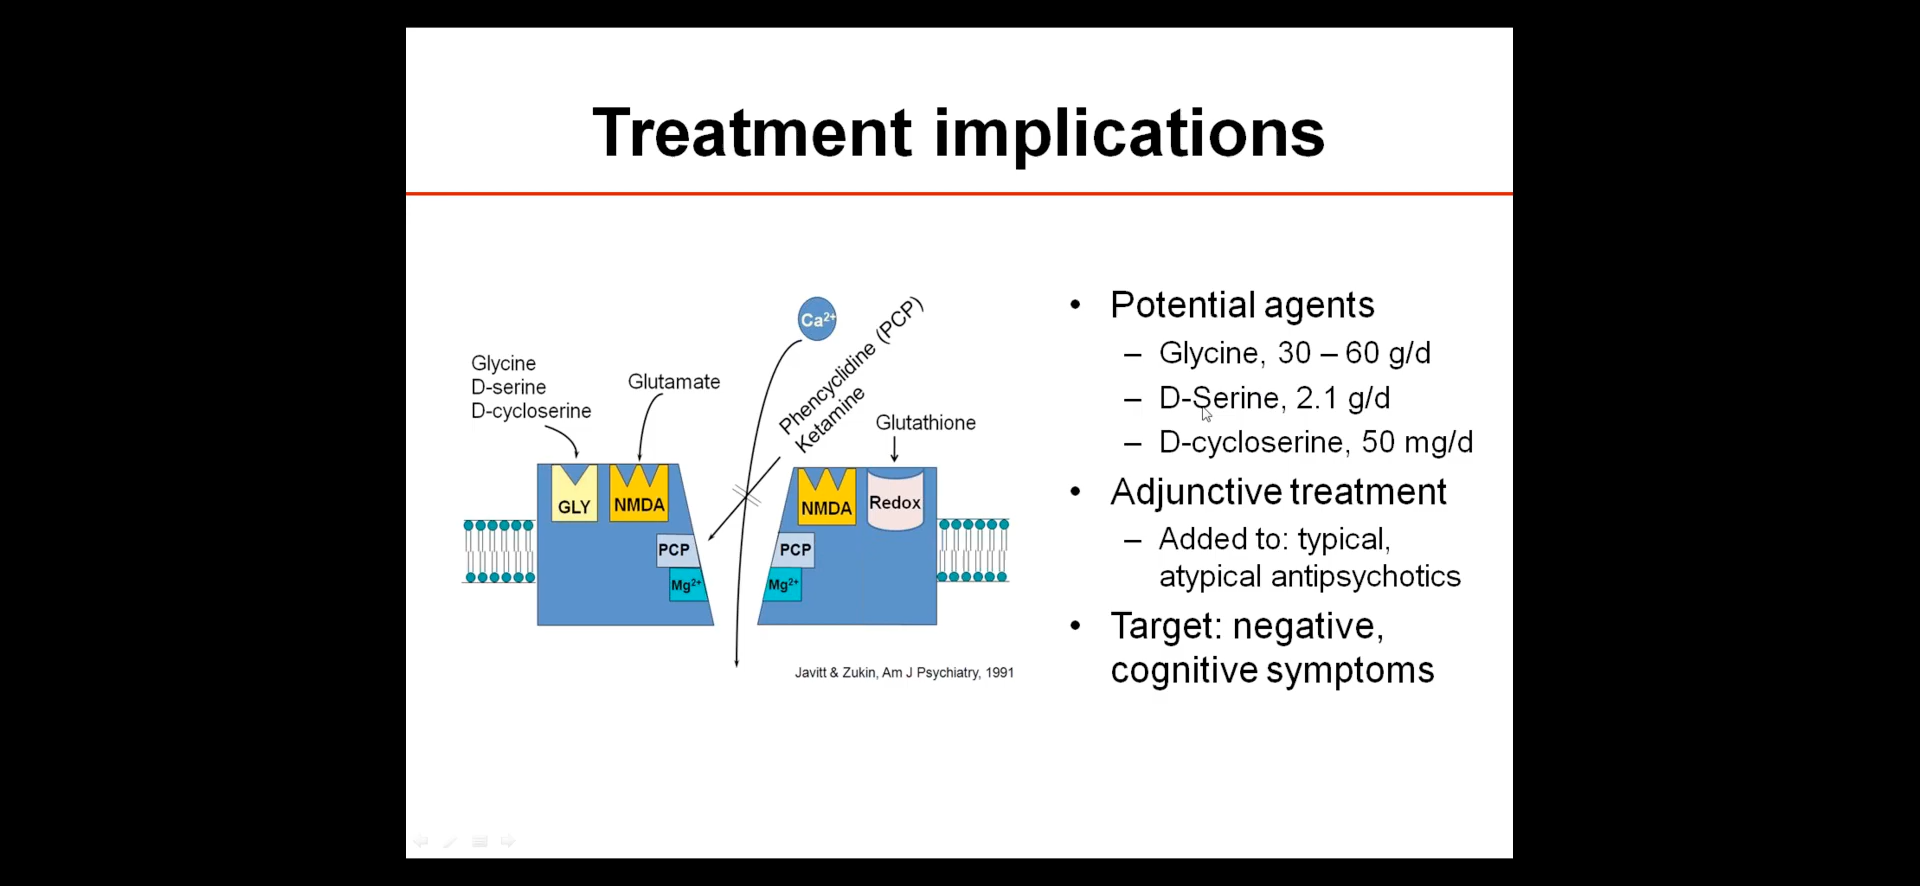 Treatment implications
Glycine
D-serine
D-cycloserine
Glutamate
Ca2+
Phencyclidine (PCP)
Ketamine
Glutathione
GLY
NMDA
NMDA
Redox
PCP
PCP
Mg2+
Mg2+
Javitt & Zukin, Am J Psychiatry, 1991
• Potential agents
– Glycine, 30 – 60 g/d
– D-Serine, 2.1 g/d
– D-cycloserine, 50 mg/d
• Adjunctive treatment
– Added to: typical,
atypical antipsychotics
• Target: negative,
cognitive symptoms